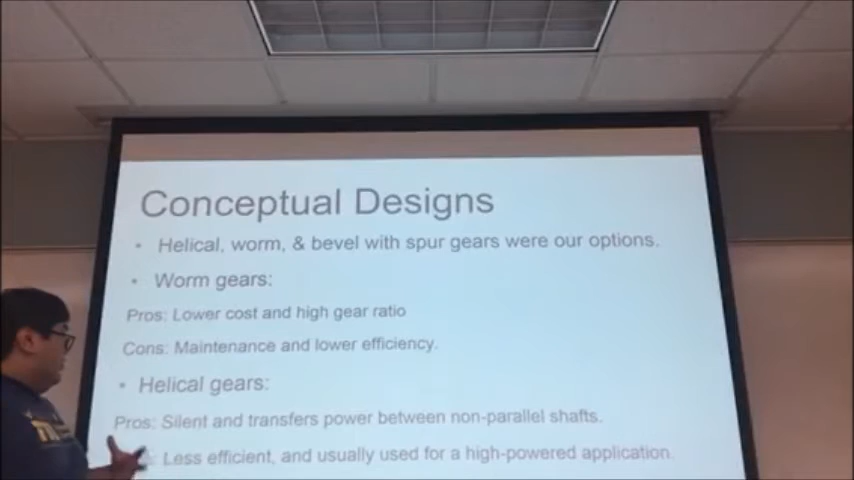 Conceptual Designs
• Helical, worm, & bevel with spur gears were our options.
• Worm gears:
Pros: Lower cost and high gear ratio
Cons: Maintenance and lower efficiency.
• Helical gears:
Pros: Silent and transfers power between non-parallel shafts.
Less efficient, and usually used for a high-powered application.